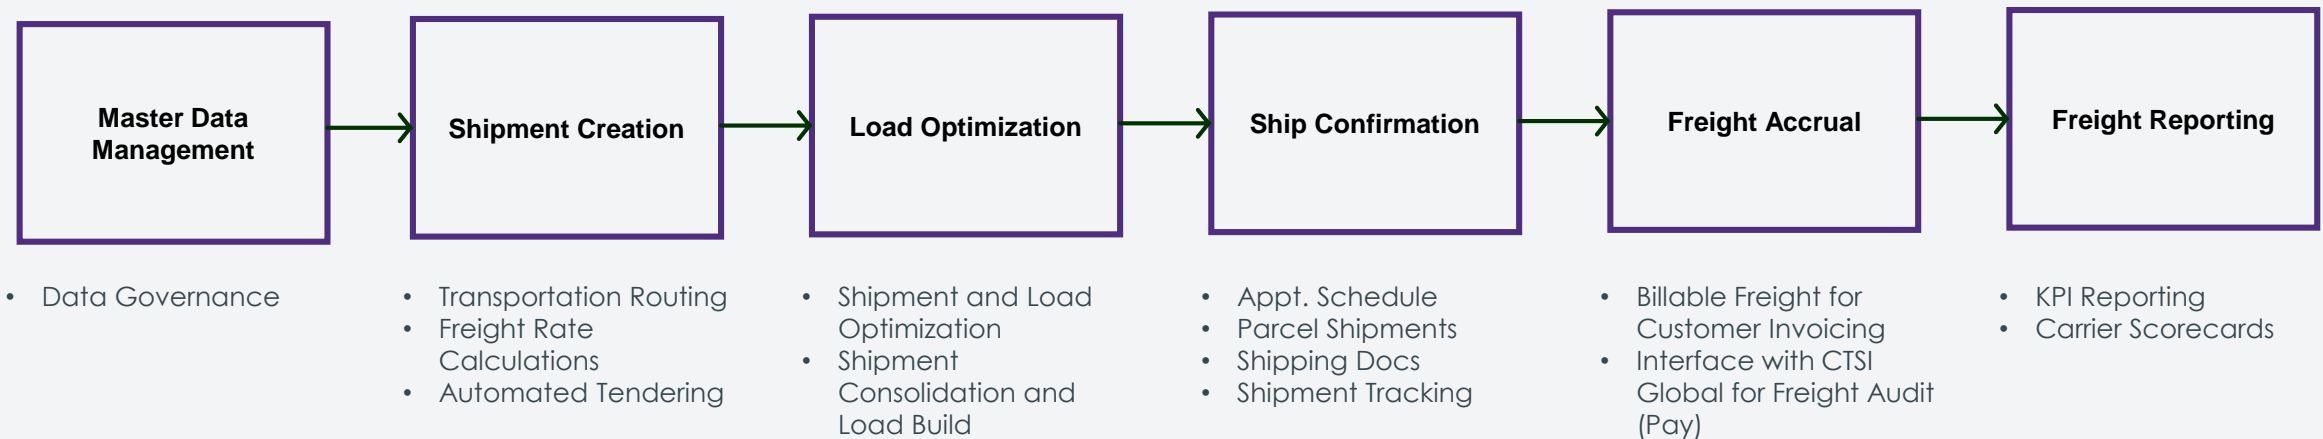 Master Data
Management
Shipment Creation
Load Optimization
Ship Confirmation
Freight Accrual
Freight Reporting
• Data Governance
• Transportation Routing
• Freight Rate
Calculations
• Automated Tendering
• Shipment and Load
Optimization
• Shipment
Consolidation and
Load Build
• Appt. Schedule
• Parcel Shipments
• Shipping Docs
• Shipment Tracking
• Billable Freight for
Customer Invoicing
• Interface with CTSI
Global for Freight Audit
(Pay)
• KPI Reporting
• Carrier Scorecards